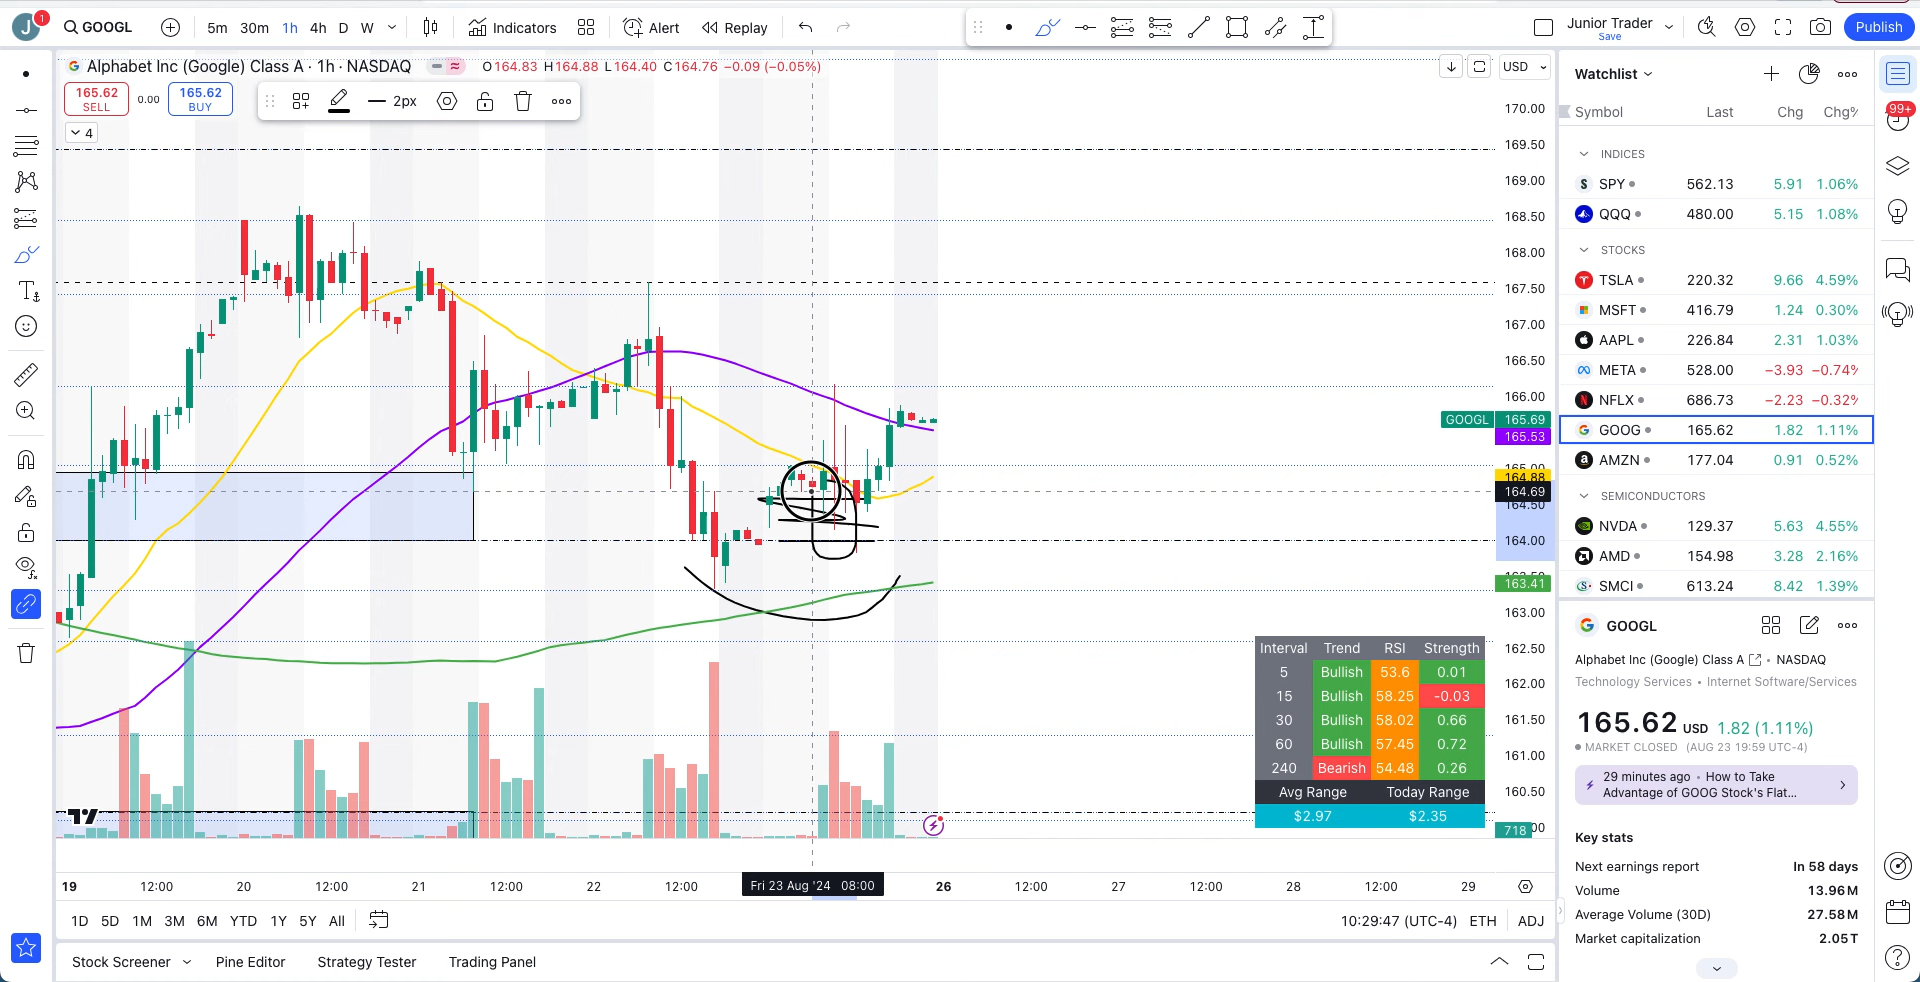 J 1 GOOGL 5m 30m 1h 4h D W Indicators Alert Replay Junior Trader Save Publish
Alphabet Inc (Google) Class A · 1h · NASDAQ O164.83 H164.88 L164.40 C164.76 −0.09 (−0.05%) USD
165.62 SELL 0.00 165.62 BUY 2px
4
170.00
169.50
169.00
168.50
168.00
167.50
167.00
166.50
166.00
GOOGL 165.69
165.53
164.88
164.69
164.50
164.00
163.41
163.00
162.50
162.00
161.50
161.00
160.50
718
Interval Trend RSI Strength
5 Bullish 53.6 0.01
15 Bullish 58.25 -0.03
30 Bullish 58.02 0.66
60 Bullish 57.45 0.72
240 Bearish 54.48 0.26
Avg Range Today Range
$2.97 $2.35
19 12:00 20 12:00 21 12:00 22 12:00 Fri 23 Aug '24 08:00 26 12:00 27 12:00 28 12:00 29
1D 5D 1M 3M 6M YTD 1Y 5Y All 10:29:47 (UTC-4) ETH ADJ
Stock Screener Pine Editor Strategy Tester Trading Panel
Watchlist
Symbol Last Chg Chg%
INDICES
SPY 562.13 5.91 1.06%
QQQ 480.00 5.15 1.08%
STOCKS
TSLA 220.32 9.66 4.59%
MSFT 416.79 1.24 0.30%
AAPL 226.84 2.31 1.03%
META 528.00 −3.93 −0.74%
NFLX 686.73 −2.23 −0.32%
GOOG 165.62 1.82 1.11%
AMZN 177.04 0.91 0.52%
SEMICONDUCTORS
NVDA 129.37 5.63 4.55%
AMD 154.98 3.28 2.16%
SMCI 613.24 8.42 1.39%
GOOGL
Alphabet Inc (Google) Class A • NASDAQ
Technology Services • Internet Software/Services
165.62 USD 1.82 (1.11%)
MARKET CLOSED (AUG 23 19:59 UTC-4)
29 minutes ago • How to Take
Advantage of GOOG Stock's Flat...
Key stats
Next earnings report In 58 days
Volume 13.96M
Average Volume (30D) 27.58M
Market capitalization 2.05T
99+